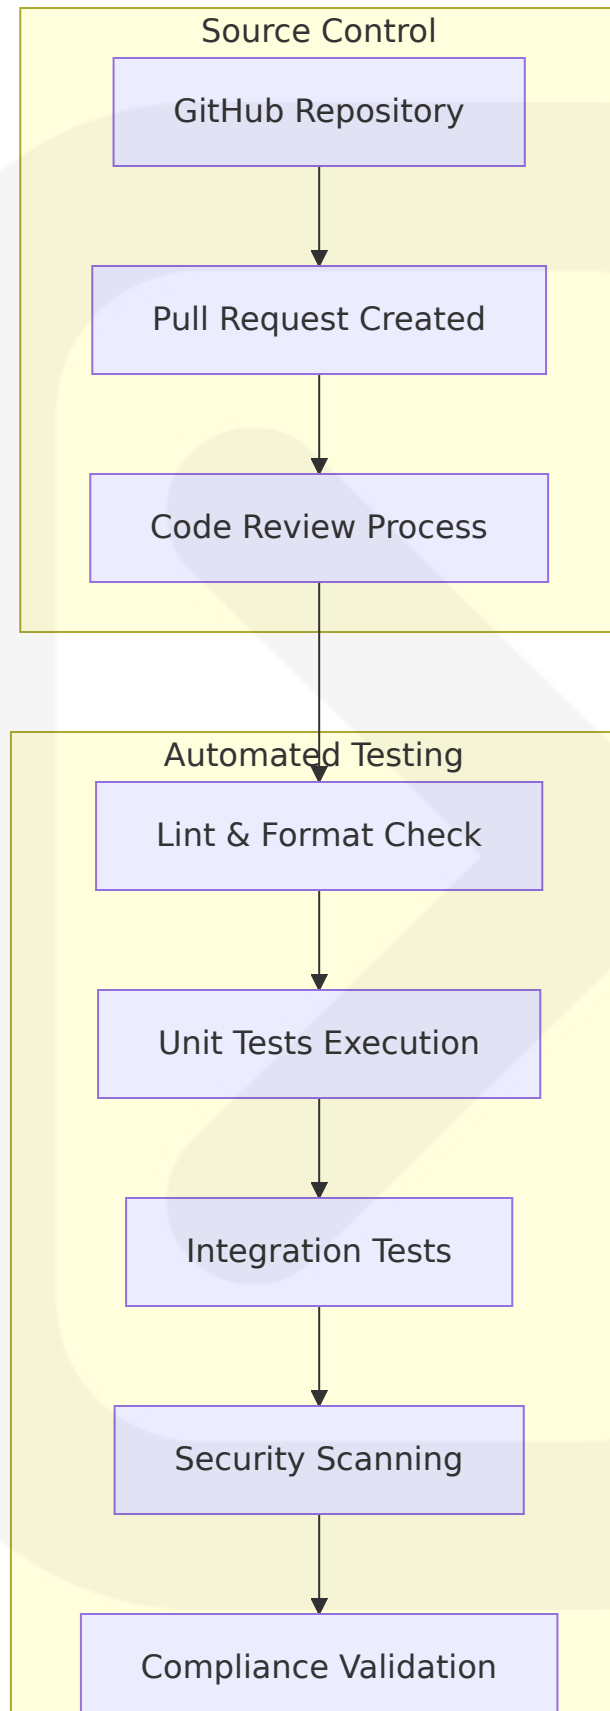 Source Control
GitHub Repository
Pull Request Created
Code Review Process
Automated Testing
Lint & Format Check
Unit Tests Execution
Integration Tests
Security Scanning
Compliance Validation